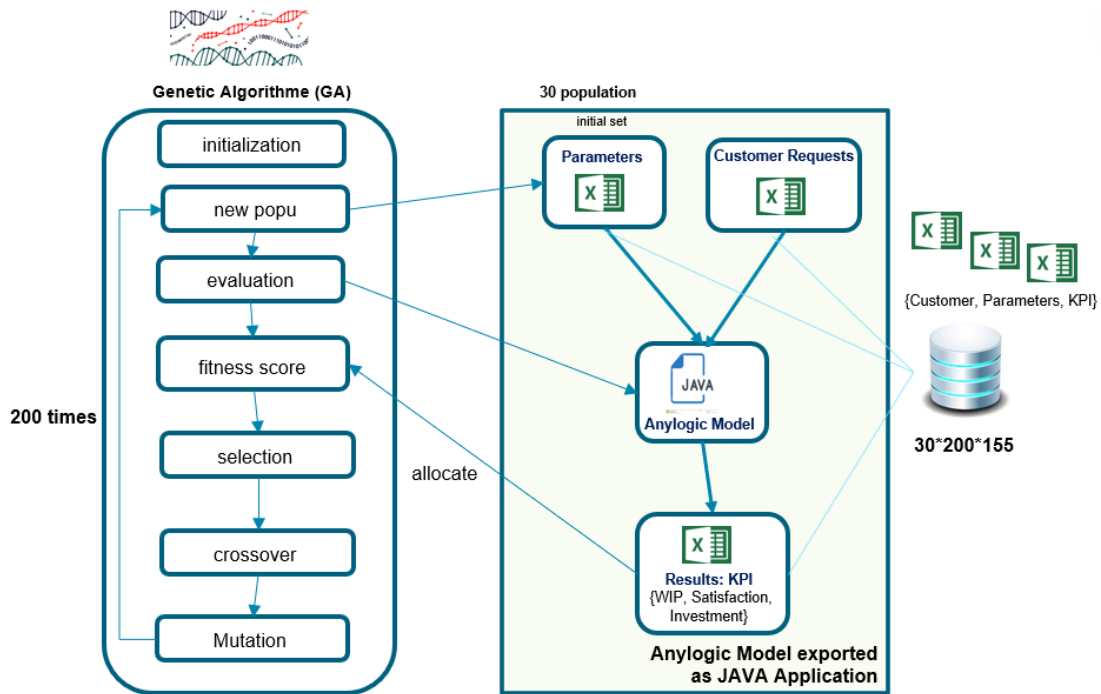 Genetic Algorithme (GA)
initialization
new popu
evaluation
fitness score
200 times
selection
crossover
Mutation
allocate
30 population
initial set
Parameters
X
Customer Requests
X
JAVA
Anylogic Model
X
Results: KPI
{WIP, Satisfaction,
Investment}
Anylogic Model exported
as JAVA Application
X
X
X
{Customer, Parameters, KPI}
30*200*155